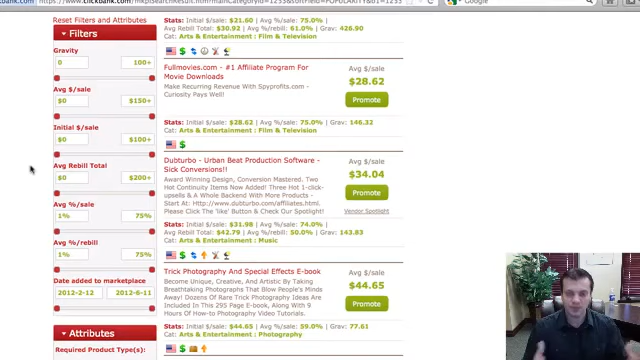 www.clickbank.com/mkplSearchResult.htm?
Google
Reset Filters and Attributes
Stats: Initial $/sale: $21.60 | Avg %/sale: 75.0% |
Avg Rebill Total: $30.92 | Avg %/rebill: 61.0% | Grav: 426.90
Cat: Arts & Entertainment : Film & Television
Filters
Gravity
0 100+
Avg $/sale
$0 $150+
Initial $/sale
$0 $100+
Avg Rebill Total
$0 $200+
Avg %/sale
1% 75%
Avg %/rebill
1% 75%
Date added to marketplace
2012-2-12 2012-6-11
Attributes
Required Product Type(s):
Fullmovies.com - #1 Affiliate Program For
Movie Downloads
Make Recurring Revenue With Spyprofits.com -
Curiosity Pays Well!
Avg $/sale
$28.62
Promote
Stats: Initial $/sale: $28.62 | Avg %/sale: 75.0% | Grav: 146.32
Cat: Arts & Entertainment : Film & Television
Dubturbo - Urban Beat Production Software -
Sick Conversions!!
Award Winning Design, Conversion Mastered. Two
Hot Continuity Items Now Added! Three Hot 1-click-
upsells & A Whole Backend With More Products -
Start Here: http://www.dubturbo.com/affiliates.html.
Please Click The 'like' Button & Check Our Spotlight!
Avg $/sale
$34.04
Promote
Vendor Spotlight
Stats: Initial $/sale: $31.98 | Avg %/sale: 74.0% |
Avg Rebill Total: $42.79 | Avg %/rebill: 50.0% | Grav: 143.83
Cat: Arts & Entertainment : Music
Trick Photography And Special Effects E-book
Become Unique, Creative, And Artistic By Taking
Breathtaking Photographs That Blow People's Minds
Away! Dozens Of Rare Trick Photography Ideas Are
Included In This 295 Page E-book, Along With 9
Hours Of How-to Photography Video Tutorials.
Avg $/sale
$44.65
Promote
Stats: Initial $/sale: $44.65 | Avg %/sale: 59.0% | Grav: 77.61
Cat: Arts & Entertainment : Photography